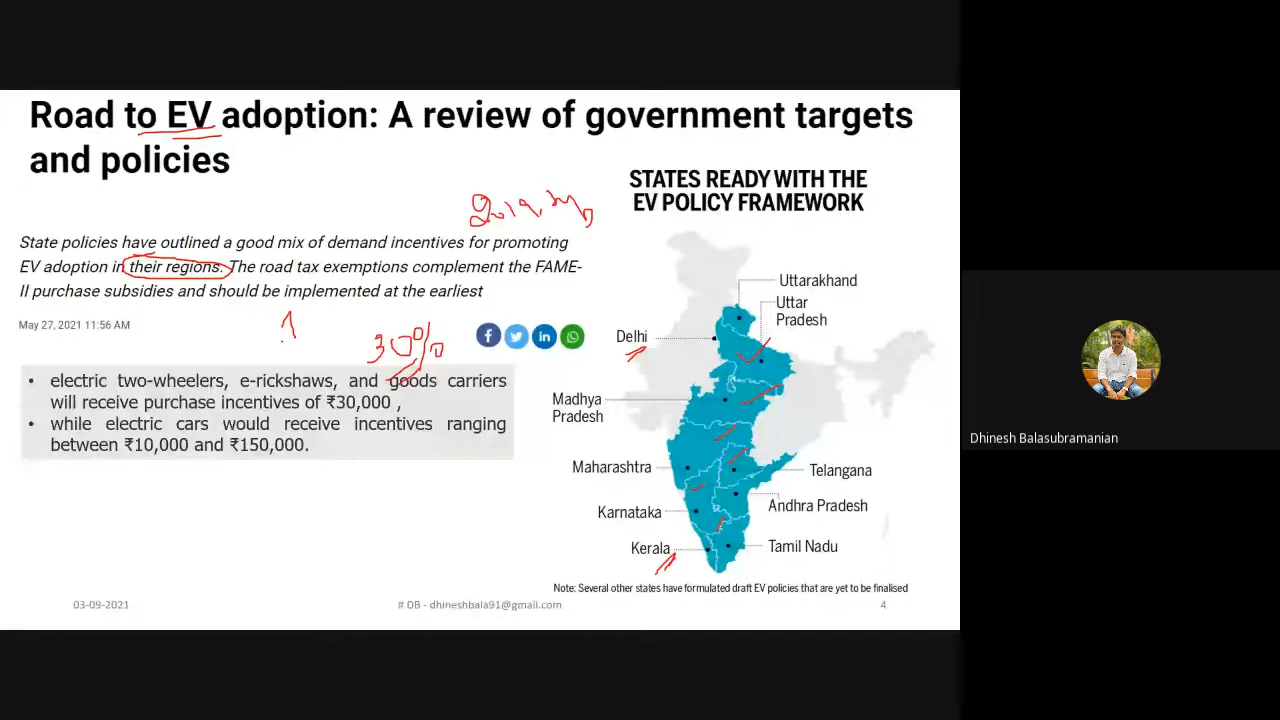 Road to EV adoption: A review of government targets
and policies
STATES READY WITH THE
EV POLICY FRAMEWORK
State policies have outlined a good mix of demand incentives for promoting
EV adoption in their regions. The road tax exemptions complement the FAME-
II purchase subsidies and should be implemented at the earliest
May 27, 2021 11:56 AM
30%
• electric two-wheelers, e-rickshaws, and goods carriers
will receive purchase incentives of ₹30,000 ,
• while electric cars would receive incentives ranging
between ₹10,000 and ₹150,000.
Uttarakhand
Uttar
Pradesh
Delhi
Madhya
Pradesh
Maharashtra
Telangana
Andhra Pradesh
Karnataka
Kerala
Tamil Nadu
Note: Several other states have formulated draft EV policies that are yet to be finalised
03-09-2021
# DB - dhineshbala91@gmail.com
4
Dhinesh Balasubramanian